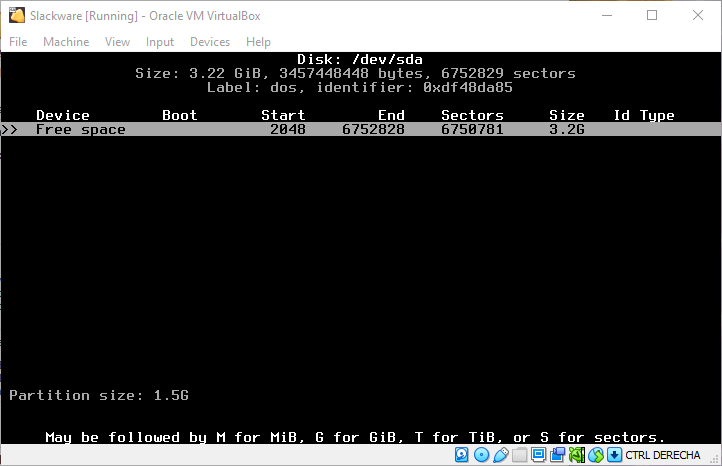 Slackware [Running] - Oracle VM VirtualBox
File Machine View Input Devices Help
Disk: /dev/sda
Size: 3.22 GiB, 3457448448 bytes, 6752829 sectors
Label: dos, identifier: 0xdf48da85
Device Boot Start End Sectors Size Id Type
>> Free space 2048 6752828 6750781 3.2G
Partition size: 1.5G
May be followed by M for MiB, G for GiB, T for TiB, or S for sectors.
CTRL DERECHA